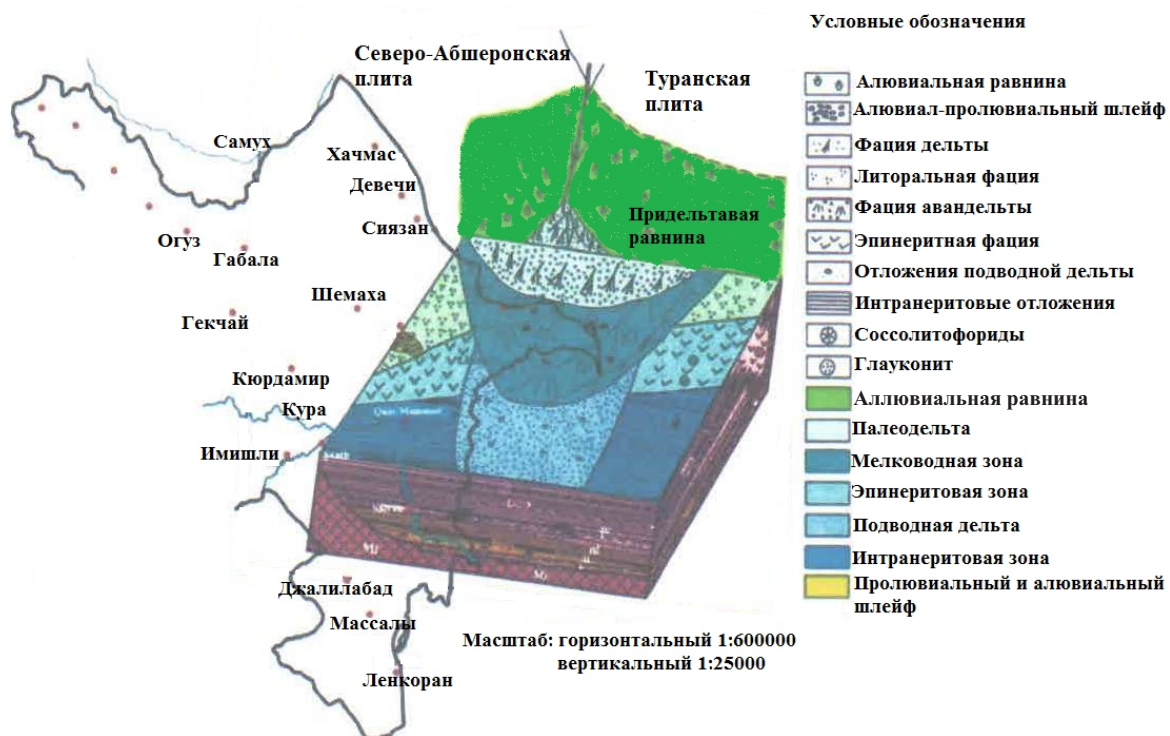 Условные обозначения
Северо-Абшеронская
плита
Туранская
плита
Самух
Хачмас
Девечи
Сиязан
Огуз
Габала
Шемаха
Гекчай
Кюрдамир
Кура
Имишли
Джалилабад
Массалы
Ленкоран
Придельтавая
равнина
Алювиальная равнина
Алювиал-пролювиальный шлейф
Фация дельты
Литоральная фация
Фация авандельты
Эпинеритная фация
Отложения подводной дельты
Интранеритовые отложения
Соссолитофориды
Глауконит
Аллювиальная равнина
Палеодельта
Мелководная зона
Эпинеритовая зона
Подводная дельта
Интранеритовая зона
Пролювиальный и алювиальный
шлейф
Масштаб: горизонтальный 1:600000
вертикальный 1:25000